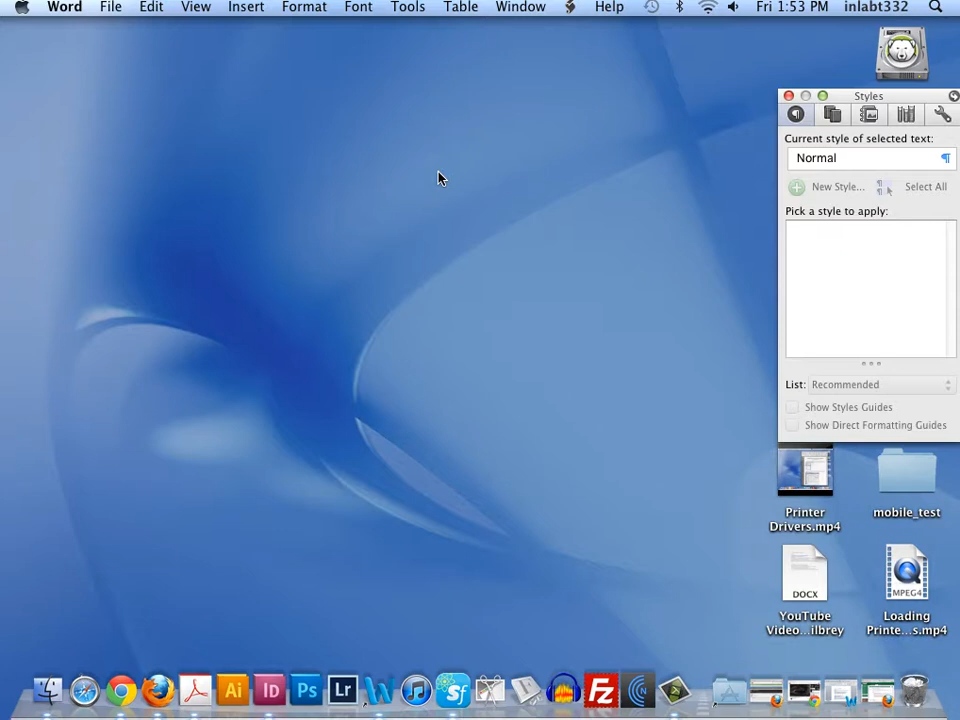 Word File Edit View Insert Format Font Tools Table Window Help Fri 1:53 PM inlabt332
Styles
Current style of selected text:
Normal
New Style... Select All
Pick a style to apply:
List: Recommended
Show Styles Guides
Show Direct Formatting Guides
Printer
Drivers.mp4
mobile_test
DOCX
MPEG4
YouTube
Video...ilbrey
Loading
Printe...s.mp4
Ai Id Ps Lr W Sf FZ